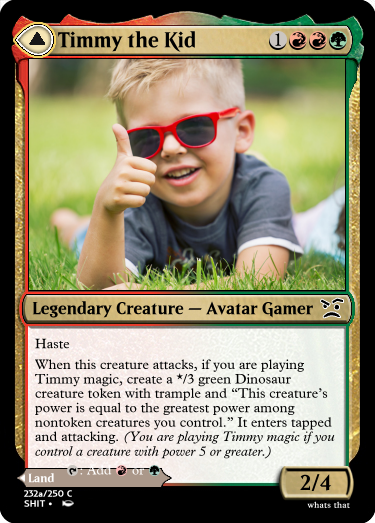 Timmy the Kid 1
Legendary Creature — Avatar Gamer
Haste
When this creature attacks, if you are playing
Timmy magic, create a */3 green Dinosaur
creature token with trample and “This creature's
power is equal to the greatest power among
nontoken creatures you control.” It enters tapped
and attacking. (You are playing Timmy magic if you
control a creature with power 5 or greater.)
: Add or
Land
2/4
232a/250 C
SHIT •
whats that